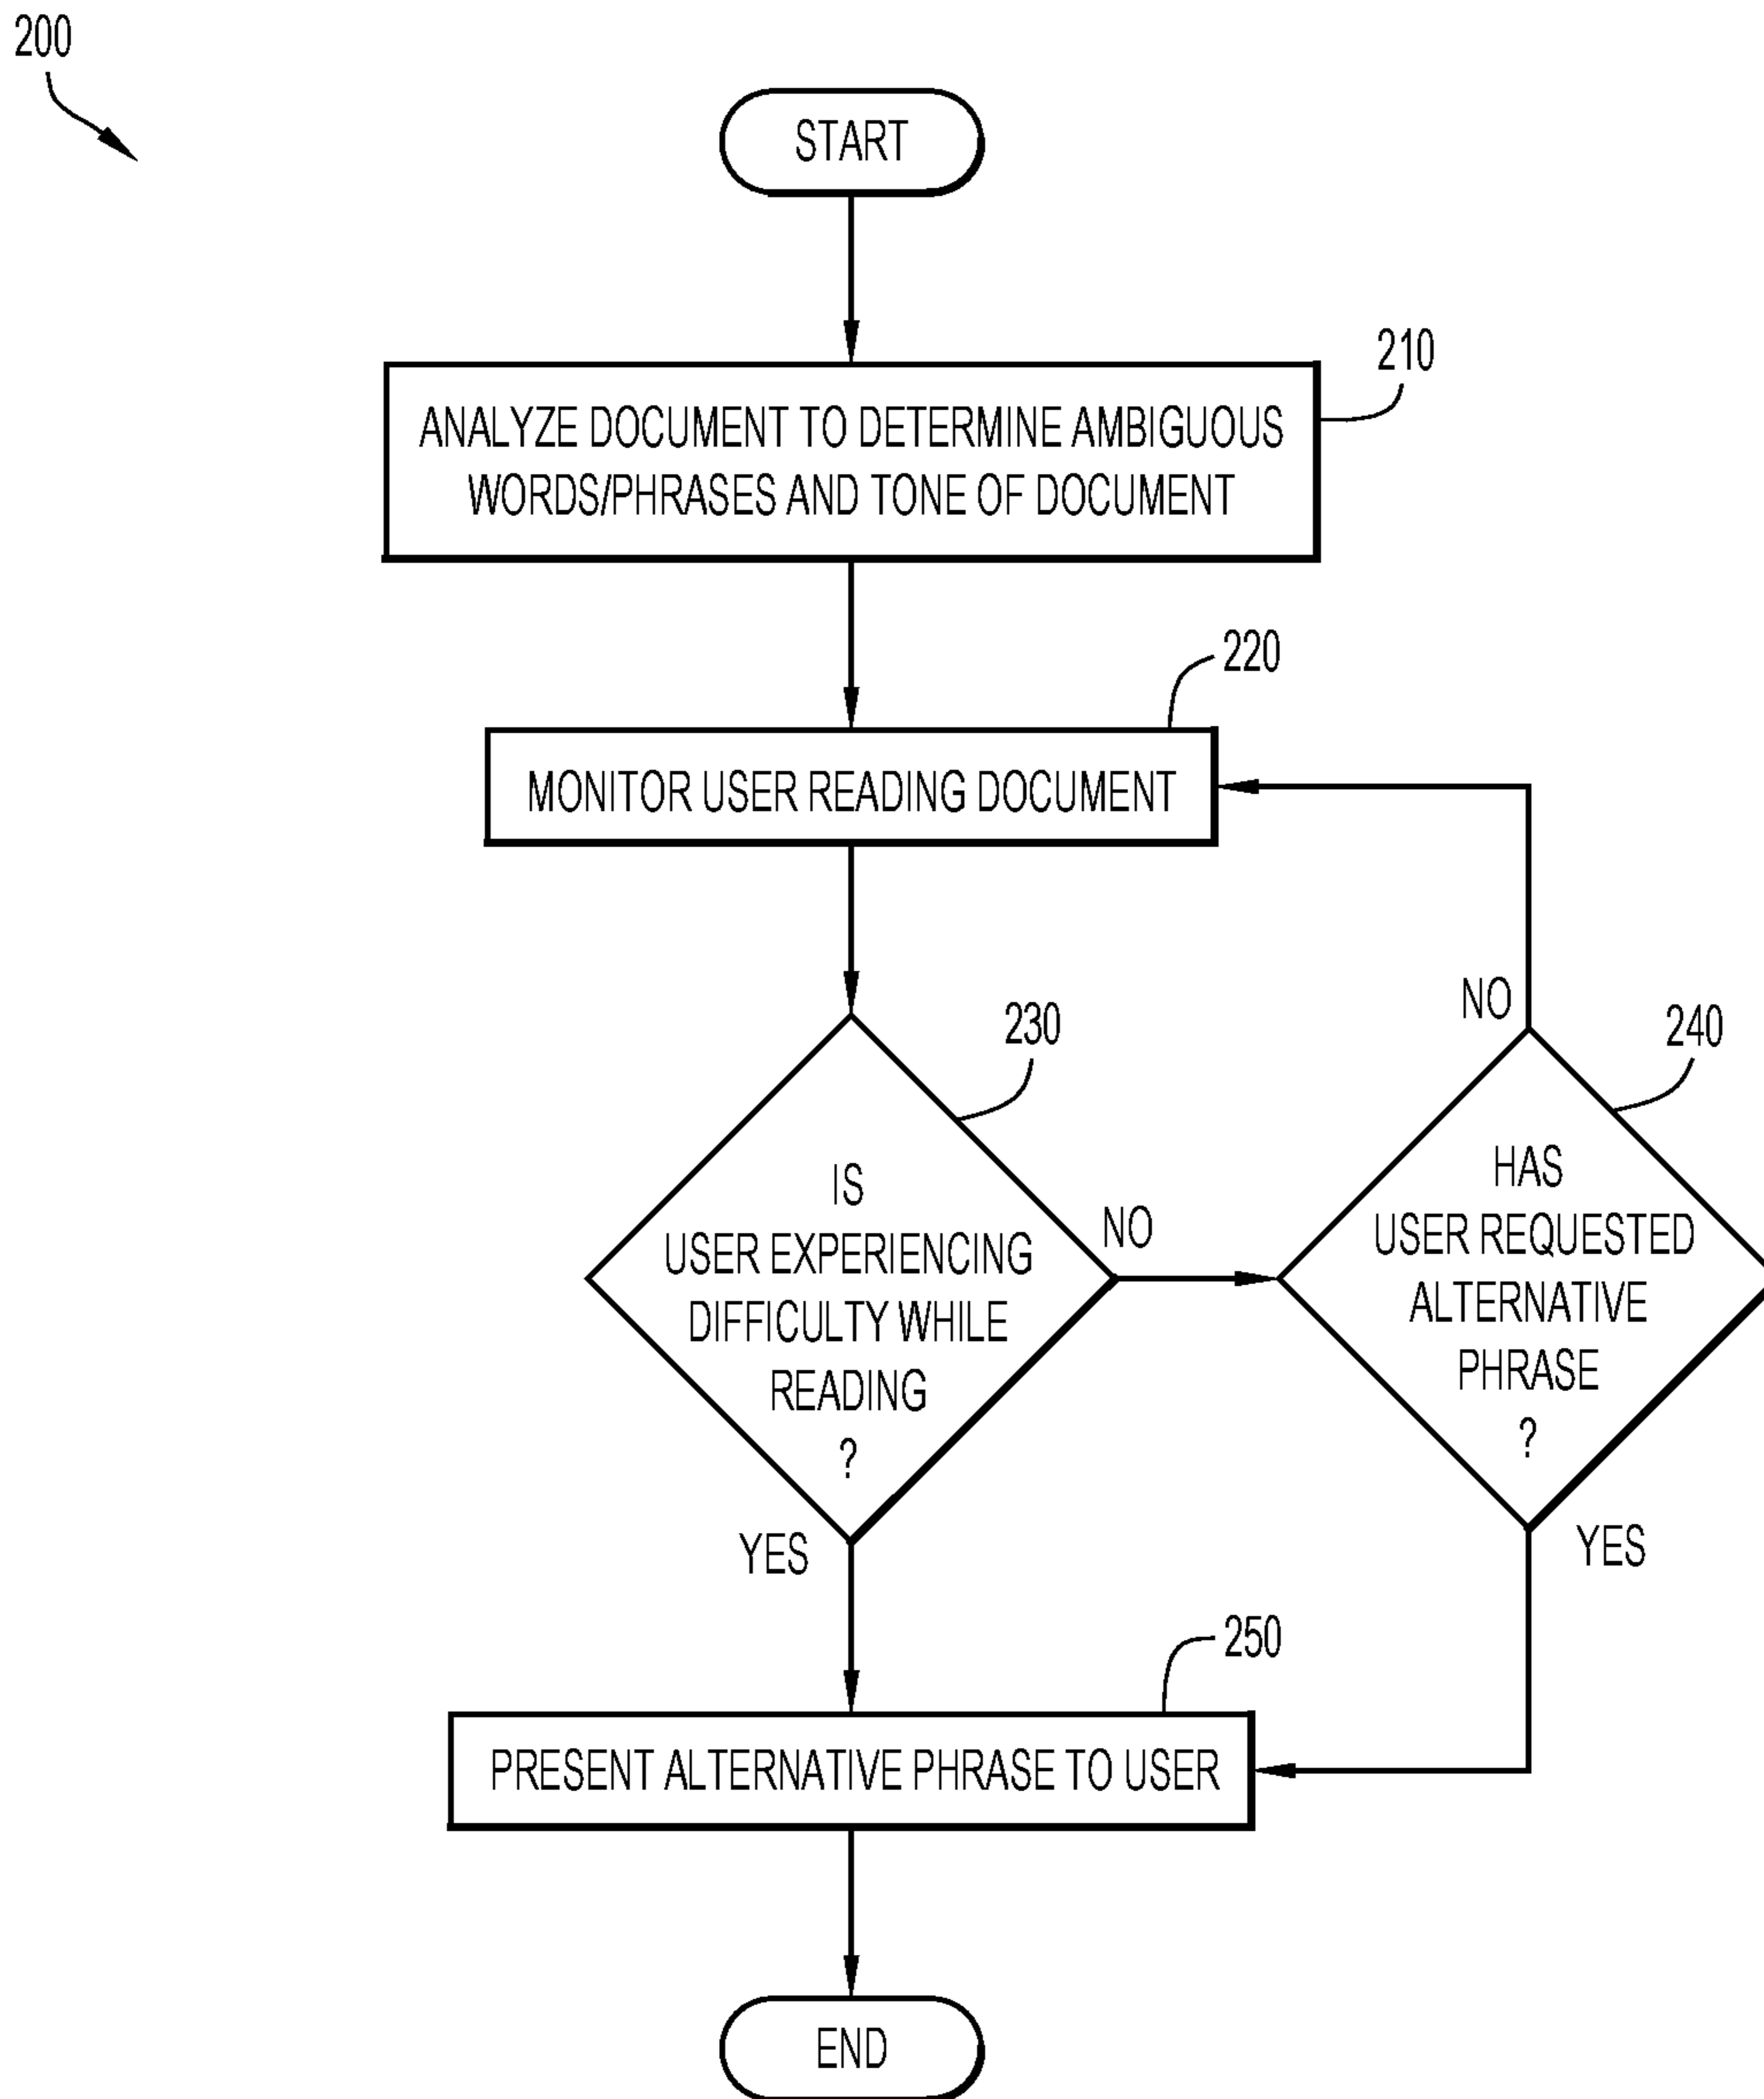 200
START
210
ANALYZE DOCUMENT TO DETERMINE AMBIGUOUS
WORDS/PHRASES AND TONE OF DOCUMENT
220
MONITOR USER READING DOCUMENT
230
IS
USER EXPERIENCING
DIFFICULTY WHILE
READING
?
NO
YES
240
NO
HAS
USER REQUESTED
ALTERNATIVE
PHRASE
?
YES
250
PRESENT ALTERNATIVE PHRASE TO USER
END